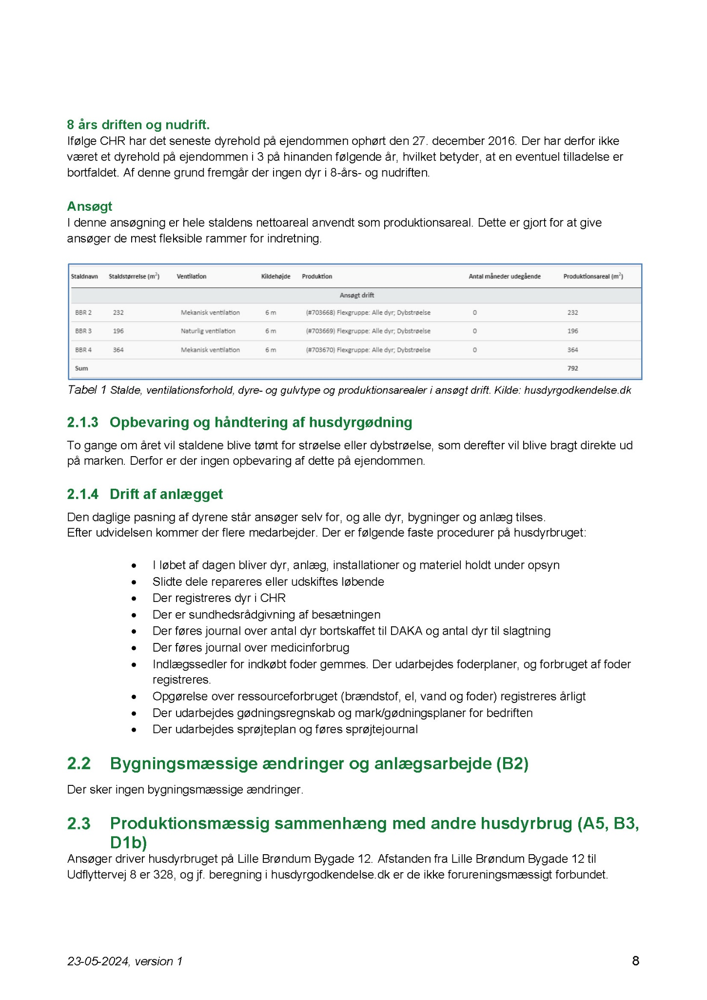 8 års driften og nudrift.
Ifølge CHR har det seneste dyrehold på ejendommen ophørt den 27. december 2016. Der har derfor ikke
været et dyrehold på ejendommen i 3 på hinanden følgende år, hvilket betyder, at en eventuel tilladelse er
bortfaldet. Af denne grund fremgår der ingen dyr i 8-års- og nudriften.
Ansøgt
I denne ansøgning er hele staldens nettoareal anvendt som produktionsareal. Dette er gjort for at give
ansøger de mest fleksible rammer for indretning.
Staldnavn Staldstørrelse (m²) Ventilation Kildehøjde Produktion Antal måneder udegående Produktionsareal (m²)
Ansøgt drift
BBR 2 232 Mekanisk ventilation 6 m (#703668) Flexgruppe: Alle dyr; Dybstrøelse 0 232
BBR 3 196 Naturlig ventilation 6 m (#703669) Flexgruppe: Alle dyr; Dybstrøelse 0 196
BBR 4 364 Mekanisk ventilation 6 m (#703670) Flexgruppe: Alle dyr; Dybstrøelse 0 364
Sum 792
Tabel 1 Stalde, ventilationsforhold, dyre- og gulvtype og produktionsarealer i ansøgt drift. Kilde: husdyrgodkendelse.dk
2.1.3 Opbevaring og håndtering af husdyrgødning
To gange om året vil staldene blive tømt for strøelse eller dybstrøelse, som derefter vil blive bragt direkte ud
på marken. Derfor er der ingen opbevaring af dette på ejendommen.
2.1.4 Drift af anlægget
Den daglige pasning af dyrene står ansøger selv for, og alle dyr, bygninger og anlæg tilses.
Efter udvidelsen kommer der flere medarbejder. Der er følgende faste procedurer på husdyrbruget:
• I løbet af dagen bliver dyr, anlæg, installationer og materiel holdt under opsyn
• Slidte dele repareres eller udskiftes løbende
• Der registreres dyr i CHR
• Der er sundhedsrådgivning af besætningen
• Der føres journal over antal dyr bortskaffet til DAKA og antal dyr til slagtning
• Der føres journal over medicinforbrug
• Indlægssedler for indkøbt foder gemmes. Der udarbejdes foderplaner, og forbruget af foder
registreres.
• Opgørelse over ressourceforbruget (brændstof, el, vand og foder) registreres årligt
• Der udarbejdes gødningsregnskab og mark/gødningsplaner for bedriften
• Der udarbejdes sprøjteplan og føres sprøjtejournal
2.2 Bygningsmæssige ændringer og anlægsarbejde (B2)
Der sker ingen bygningsmæssige ændringer.
2.3 Produktionsmæssig sammenhæng med andre husdyrbrug (A5, B3,
D1b)
Ansøger driver husdyrbruget på Lille Brøndum Bygade 12. Afstanden fra Lille Brøndum Bygade 12 til
Udflyttervej 8 er 328, og jf. beregning i husdyrgodkendelse.dk er de ikke forureningsmæssigt forbundet.
23-05-2024, version 1 8